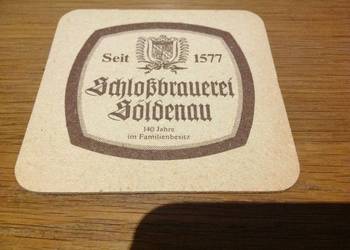 Seit 1577
Schloßbrauerei
Söldenau
140 Jahre
im Familienbesitz